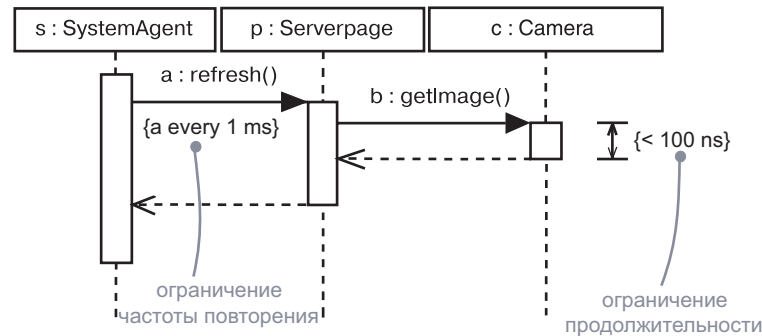 s : SystemAgent
p : Serverpage
c : Camera
a : refresh()
b : getImage()
{a every 1 ms}
{< 100 ns}
ограничение
частоты повторения
ограничение
продолжительности